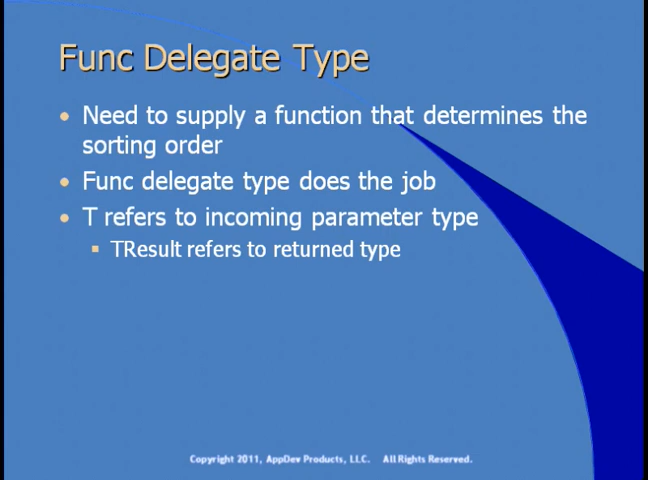 Func Delegate Type
• Need to supply a function that determines the
sorting order
• Func delegate type does the job
• T refers to incoming parameter type
▪ TResult refers to returned type
Copyright 2011, AppDev Products, LLC. All Rights Reserved.